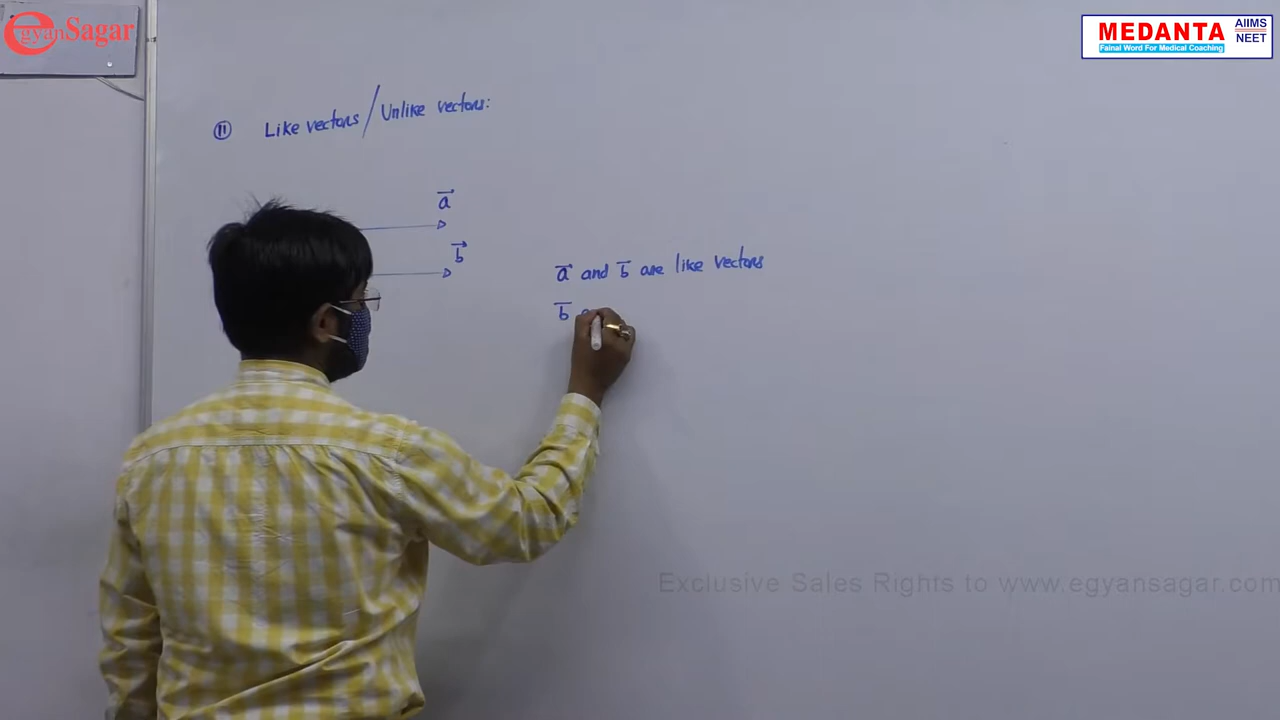 egyanSagar
MEDANTA
AIIMS
NEET
Fainal Word For Medical Coaching
⑪ Like vectors / Unlike vectors:
a⃗
b⃗
a⃗ and b⃗ are like vectors
b⃗
Exclusive Sales Rights to www.egyansagar.com